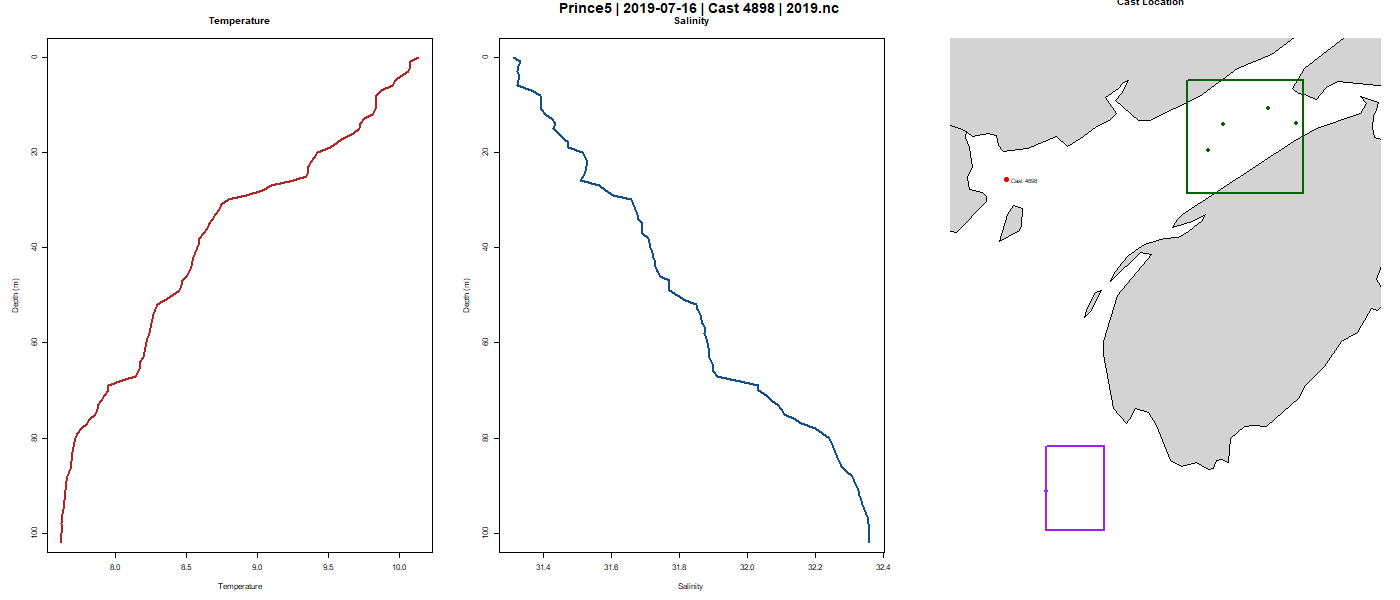 Prince5 | 2019-07-16 | Cast 4898 | 2019.nc
Temperature
Salinity
Cast Location
0
20
40
60
80
100
Depth (m)
8.0
8.5
9.0
9.5
10.0
Temperature
0
20
40
60
80
100
Depth (m)
31.4
31.6
31.8
32.0
32.2
32.4
Salinity
Cast 4898